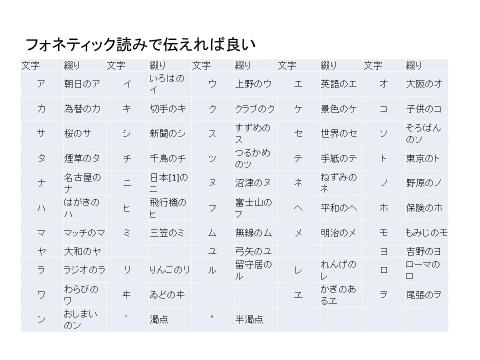 フォネティック読みで伝えれば良い
文字 綴り 文字 綴り 文字 綴り 文字 綴り 文字 綴り
ア 朝日のア イ いろはのイ ウ 上野のウ エ 英語のエ オ 大阪のオ
カ 為替のカ キ 切手のキ ク クラブのク ケ 景色のケ コ 子供のコ
サ 桜のサ シ 新聞のシ ス すずめのス セ 世界のセ ソ そろばんのソ
タ 煙草のタ チ 千鳥のチ ツ つるかめのツ テ 手紙のテ ト 東京のト
ナ 名古屋のナ ニ 日本[1]のニ ヌ 沼津のヌ ネ ねずみのネ ノ 野原のノ
ハ はがきのハ ヒ 飛行機のヒ フ 富士山のフ ヘ 平和のヘ ホ 保険のホ
マ マッチのマ ミ 三笠のミ ム 無線のム メ 明治のメ モ もみじのモ
ヤ 大和のヤ ユ 弓矢のユ ヨ 吉野のヨ
ラ ラジオのラ リ りんごのリ ル 留守居のル レ れんげのレ ロ ローマのロ
ワ わらびのワ ヰ ゐどのヰ ヱ かぎのあるヱ ヲ 尾張のヲ
ン おしまいのン ゛ 濁点 ゜ 半濁点